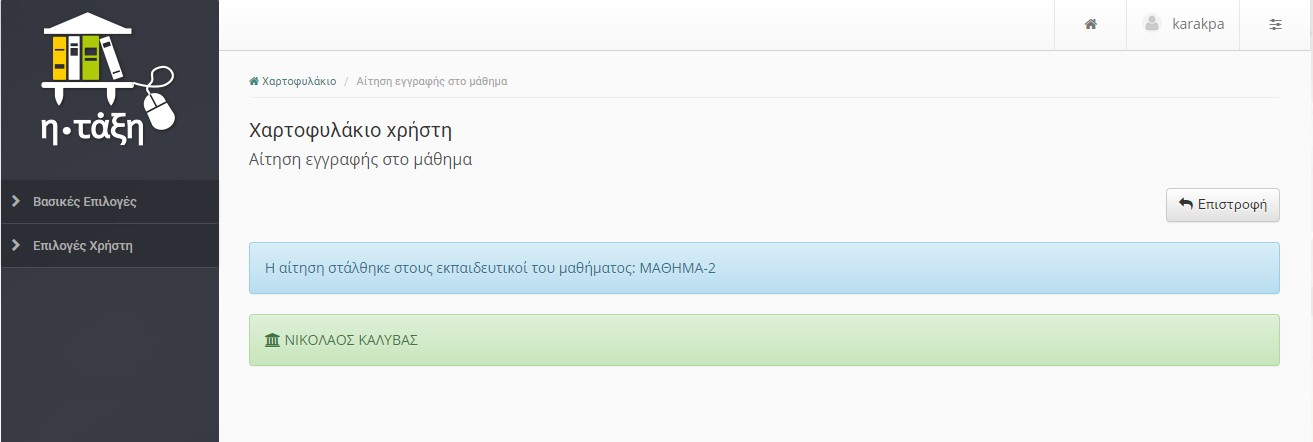 η•τάξη
karakpa
Χαρτοφυλάκιο / Αίτηση εγγραφής στο μάθημα
Χαρτοφυλάκιο χρήστη
Αίτηση εγγραφής στο μάθημα
Βασικές Επιλογές
Επιλογές Χρήστη
Επιστροφή
Η αίτηση στάλθηκε στους εκπαιδευτικοί του μαθήματος: ΜΑΘΗΜΑ-2
ΝΙΚΟΛΑΟΣ ΚΑΛΥΒΑΣ